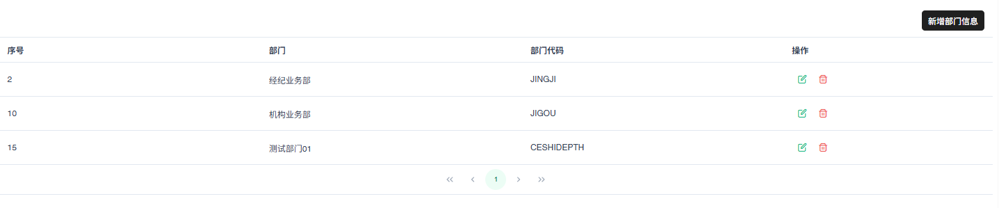 新增部门信息
序号 部门 部门代码 操作
2 经纪业务部 JINGJI
10 机构业务部 JIGOU
15 测试部门01 CESHIDEPTH
1